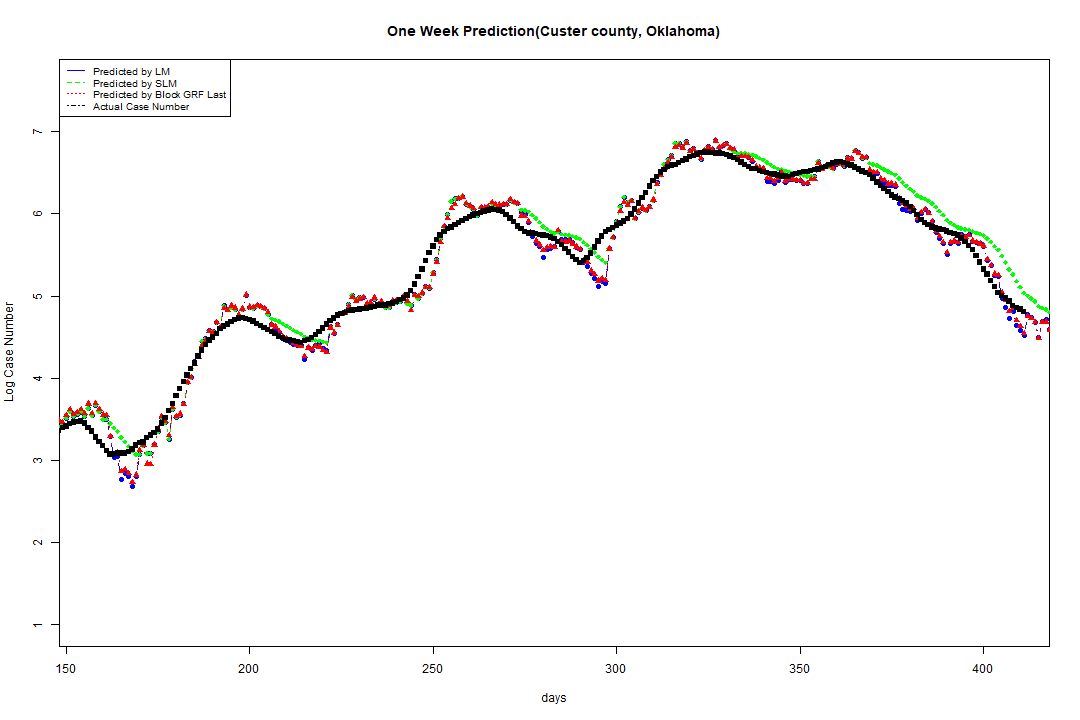 One Week Prediction(Custer county, Oklahoma)
Predicted by LM
Predicted by SLM
Predicted by Block GRF Last
Actual Case Number
7
6
5
4
3
2
1
Log Case Number
150 200 250 300 350 400
days